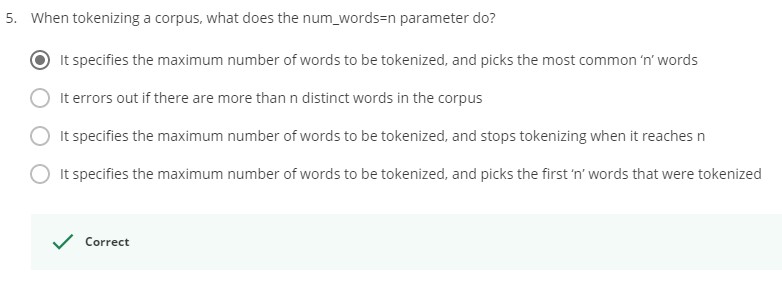 5. When tokenizing a corpus, what does the num_words=n parameter do?
It specifies the maximum number of words to be tokenized, and picks the most common ‘n’ words
It errors out if there are more than n distinct words in the corpus
It specifies the maximum number of words to be tokenized, and stops tokenizing when it reaches n
It specifies the maximum number of words to be tokenized, and picks the first ‘n’ words that were tokenized
Correct